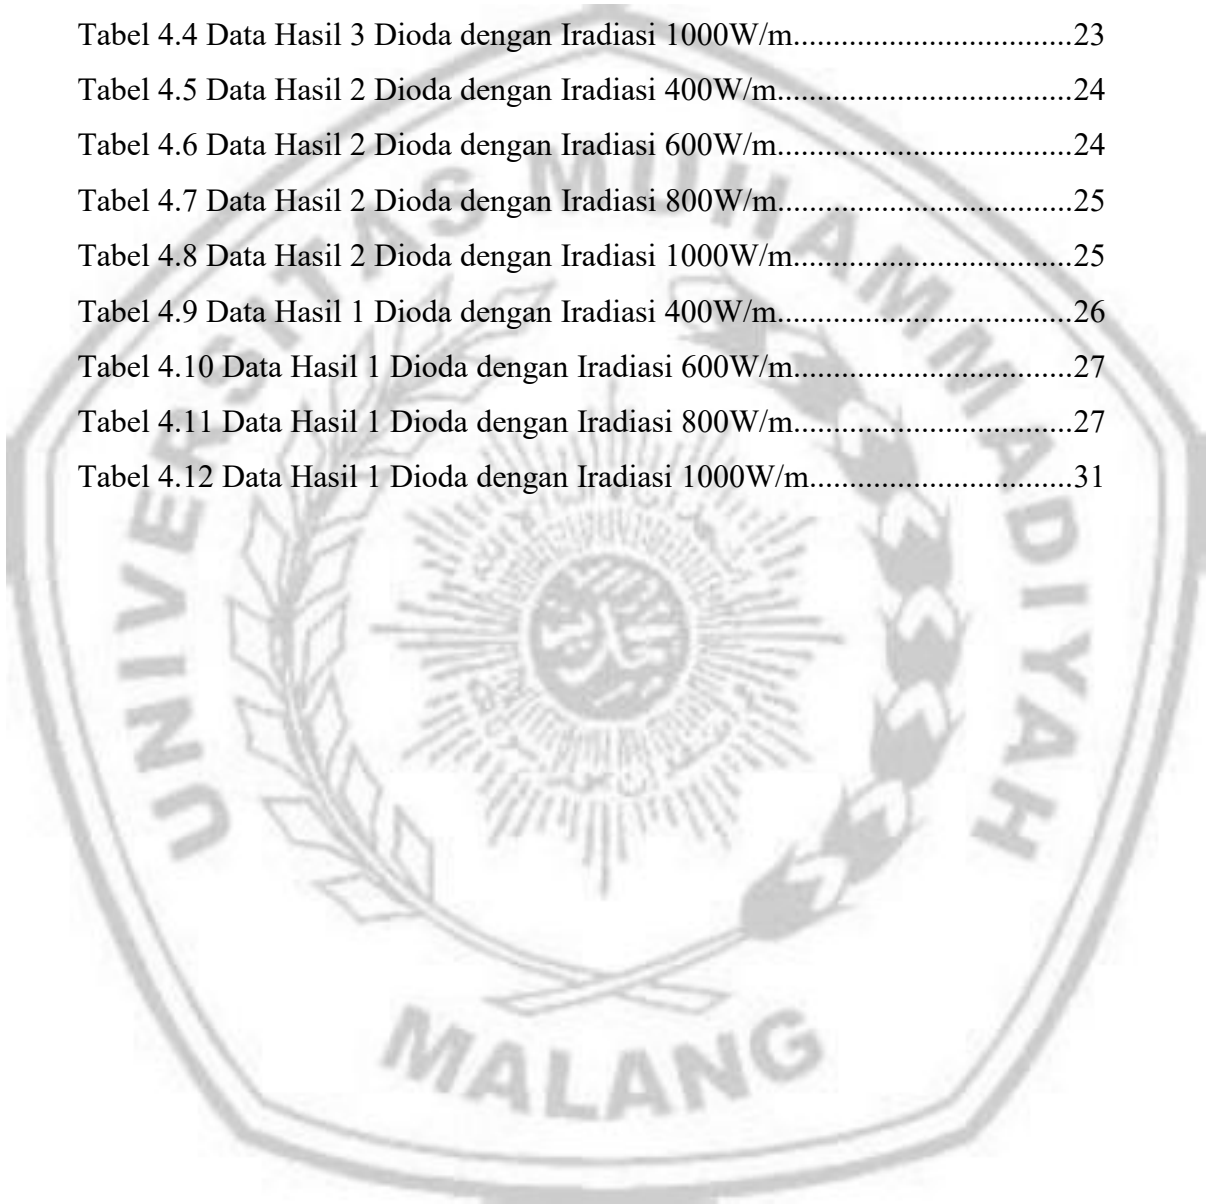 Tabel 4.4 Data Hasil 3 Dioda dengan Iradiasi 1000W/m...................................23
Tabel 4.5 Data Hasil 2 Dioda dengan Iradiasi 400W/m.....................................24
Tabel 4.6 Data Hasil 2 Dioda dengan Iradiasi 600W/m.....................................24
Tabel 4.7 Data Hasil 2 Dioda dengan Iradiasi 800W/m.....................................25
Tabel 4.8 Data Hasil 2 Dioda dengan Iradiasi 1000W/m...................................25
Tabel 4.9 Data Hasil 1 Dioda dengan Iradiasi 400W/m.....................................26
Tabel 4.10 Data Hasil 1 Dioda dengan Iradiasi 600W/m...................................27
Tabel 4.11 Data Hasil 1 Dioda dengan Iradiasi 800W/m...................................27
Tabel 4.12 Data Hasil 1 Dioda dengan Iradiasi 1000W/m.................................31
UNIVERSITAS MUHAMMADIYAH
MALANG